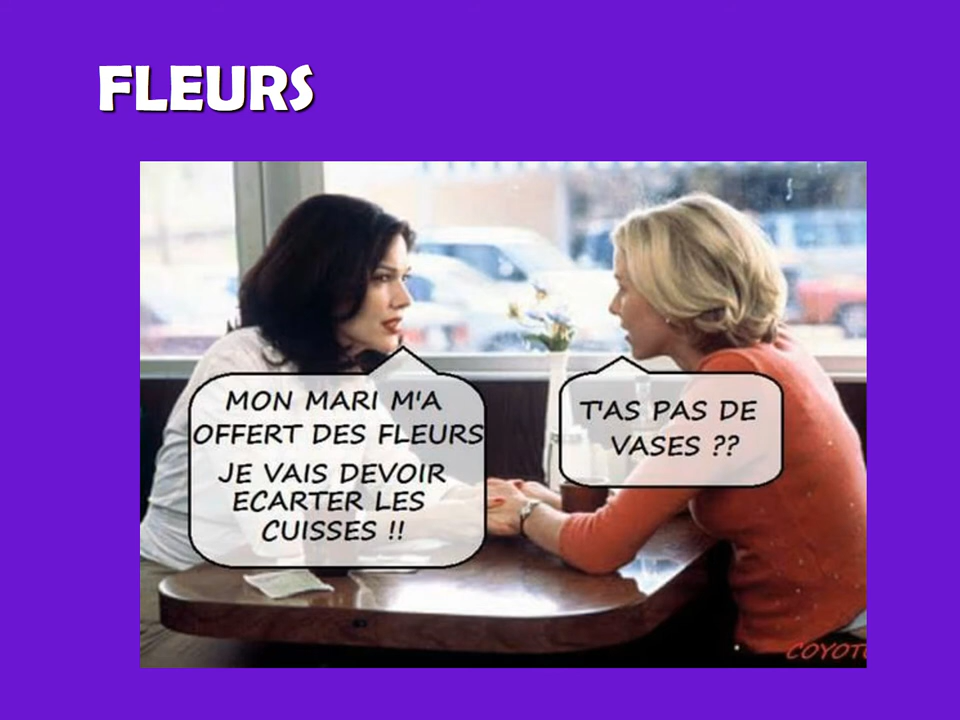 FLEURS
MON MARI M'A
OFFERT DES FLEURS
JE VAIS DEVOIR
ECARTER LES
CUISSES !!
T'AS PAS DE
VASES ??
COYOT